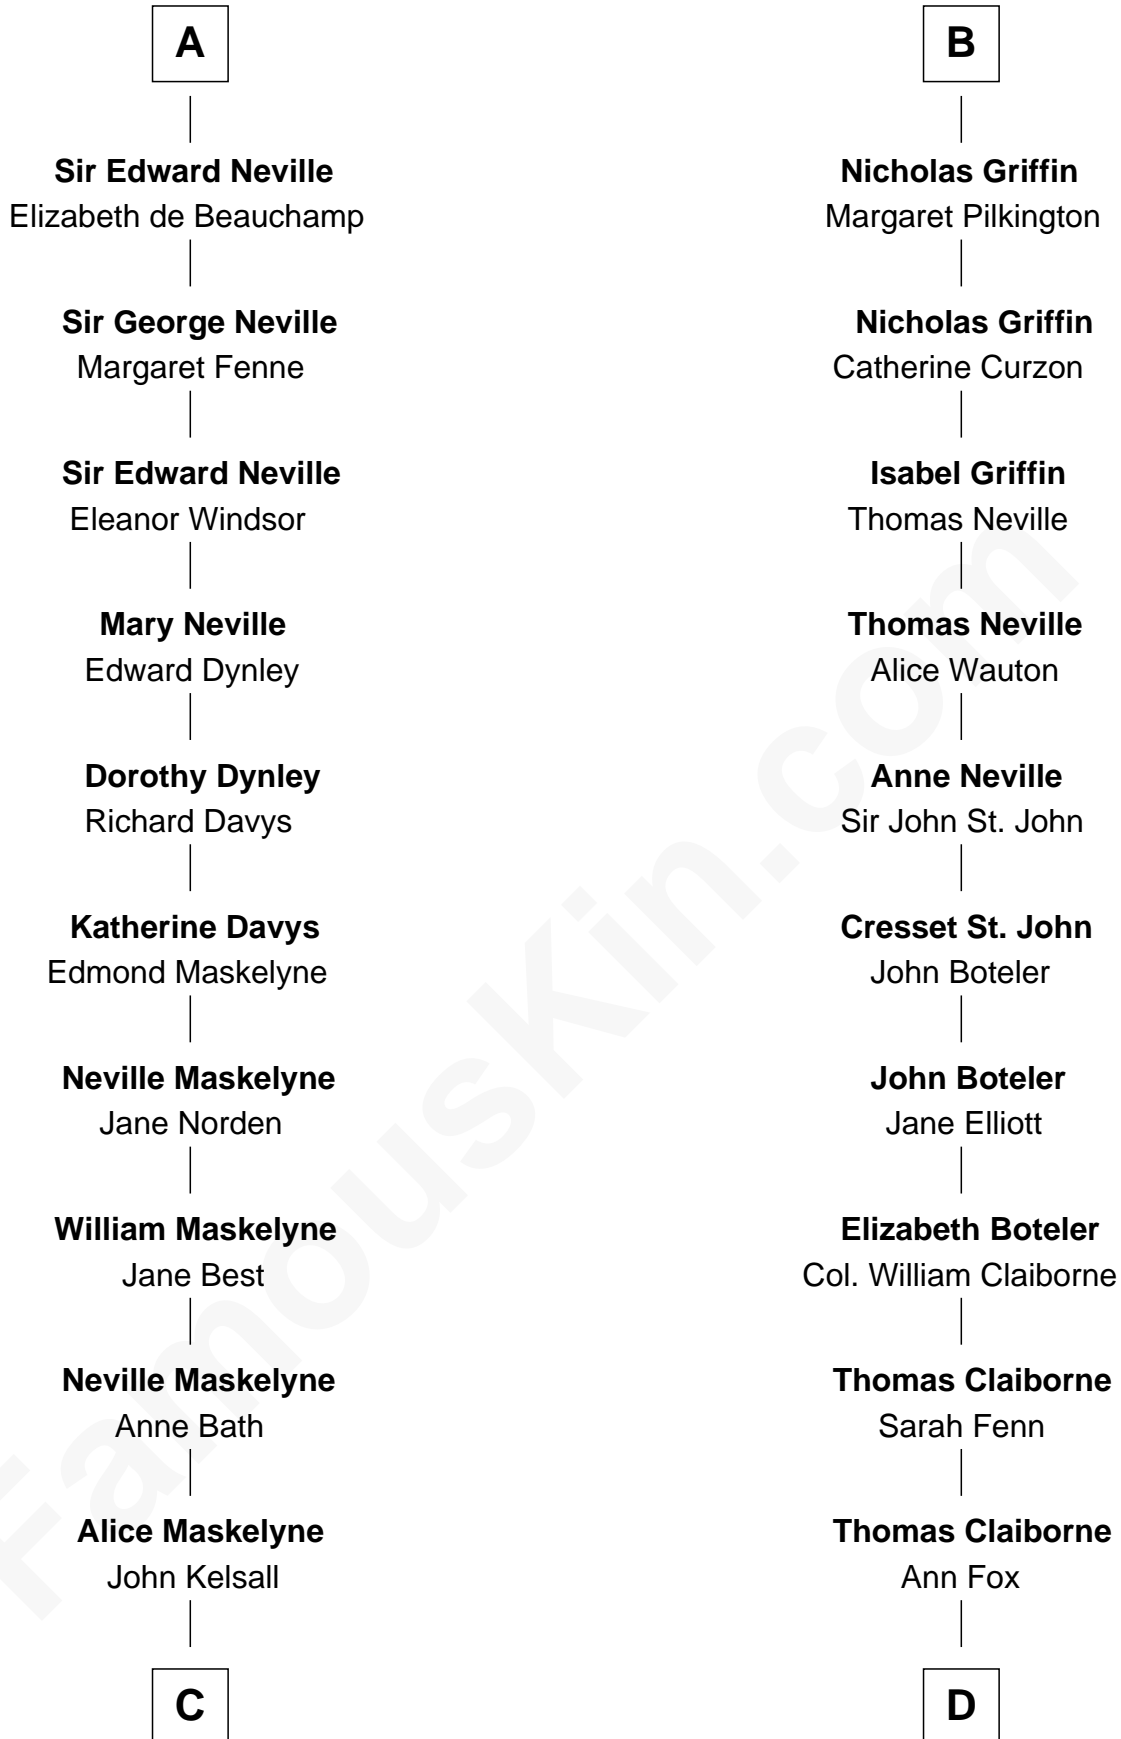 A
Sir Edward Neville
Elizabeth de Beauchamp
Sir George Neville
Margaret Fenne
Sir Edward Neville
Eleanor Windsor
Mary Neville
Edward Dynley
Dorothy Dynley
Richard Davys
Katherine Davys
Edmond Maskelyne
Neville Maskelyne
Jane Norden
William Maskelyne
Jane Best
Neville Maskelyne
Anne Bath
Alice Maskelyne
John Kelsall
C
B
Nicholas Griffin
Margaret Pilkington
Nicholas Griffin
Catherine Curzon
Isabel Griffin
Thomas Neville
Thomas Neville
Alice Wauton
Anne Neville
Sir John St. John
Cresset St. John
John Boteler
John Boteler
Jane Elliott
Elizabeth Boteler
Col. William Claiborne
Thomas Claiborne
Sarah Fenn
Thomas Claiborne
Ann Fox
D
FamousKin.com